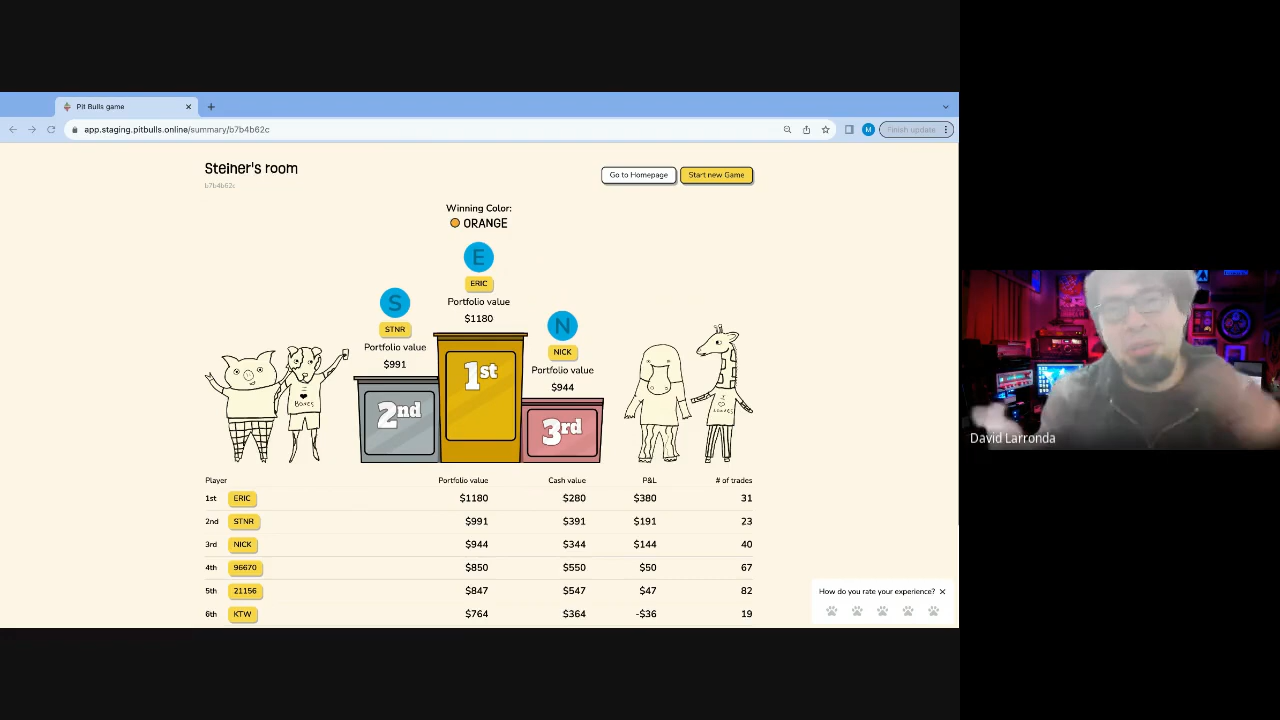 Pit Bulls game
app.staging.pitbulls.online/summary/b7b4b62c
M
Finish update
Steiner's room
b7b4b62c
Go to Homepage
Start new Game
Winning Color:
ORANGE
E
ERIC
Portfolio value
$1180
S
STNR
Portfolio value
$991
N
NICK
Portfolio value
$944
1st
2nd
3rd
I
BONES
I
LEAVES
Player Portfolio value Cash value P&L # of trades
1st ERIC $1180 $280 $380 31
2nd STNR $991 $391 $191 23
3rd NICK $944 $344 $144 40
4th 96670 $850 $550 $50 67
5th 21156 $847 $547 $47 82
6th KTW $764 $364 -$36 19
How do you rate your experience?
David Larronda